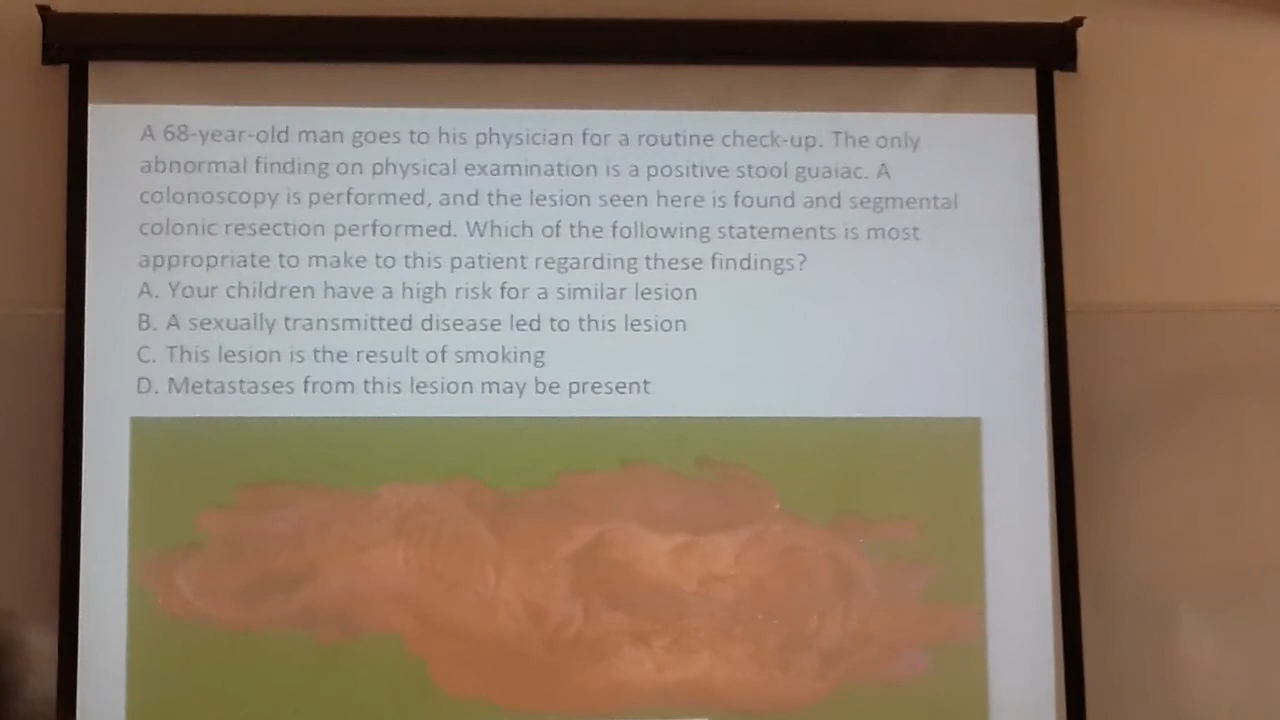 A 68-year-old man goes to his physician for a routine check-up. The only
abnormal finding on physical examination is a positive stool guaiac. A
colonoscopy is performed, and the lesion seen here is found and segmental
colonic resection performed. Which of the following statements is most
appropriate to make to this patient regarding these findings?
A. Your children have a high risk for a similar lesion
B. A sexually transmitted disease led to this lesion
C. This lesion is the result of smoking
D. Metastases from this lesion may be present